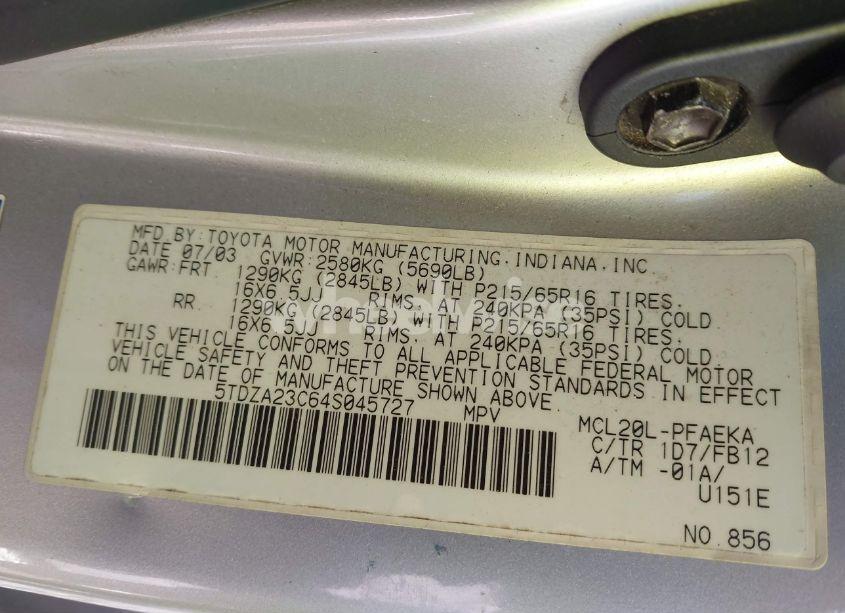 MFD.BY:TOYOTA MOTOR MANUFACTURING.INDIANA.INC.
DATE 07/03 GVWR:2580KG (5690LB)
GAWR:FRT. 1290KG (2845LB) WITH P215/65R16 TIRES.
16X6.5JJ RIMS. AT 240KPA (35PSI) COLD
RR 1290KG (2845LB) WITH P215/65R16 TIRES.
16X6.5JJ RIMS. AT 240KPA (35PSI) COLD.
THIS VEHICLE CONFORMS TO ALL APPLICABLE FEDERAL MOTOR
VEHICLE SAFETY AND THEFT PREVENTION STANDARDS IN EFFECT
ON THE DATE OF MANUFACTURE SHOWN ABOVE.
5TDZA23C64S045727 MPV
MCL20L-PFAEKA
C/TR 1D7/FB12
A/TM -01A/
U151E
NO.856